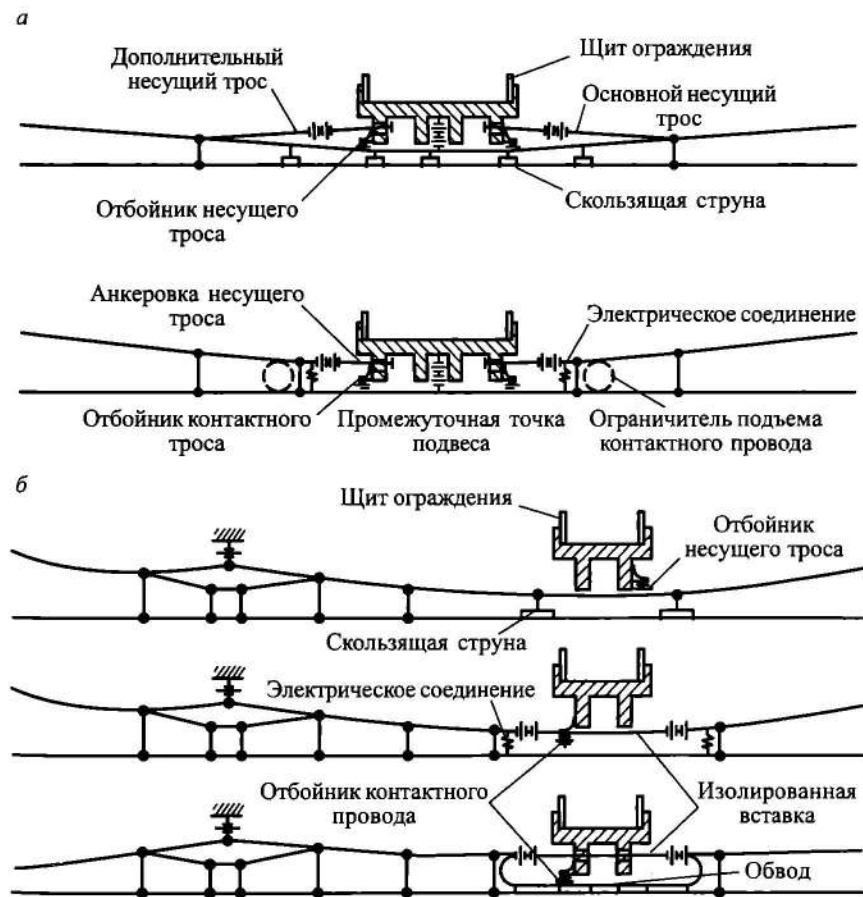 а
Дополнительный
несущий трос
Щит ограждения
Основной несущий
трос
Отбойник несущего
троса
Скользящая струна
Анкеровка несущего
троса
Электрическое соединение
Отбойник контактного
троса
Промежуточная точка
подвеса
Ограничитель подъема
контактного провода
б
Щит ограждения
Отбойник
несущего троса
Скользящая струна
Электрическое соединение
Отбойник контактного
провода
Изолированная
вставка
Обвод